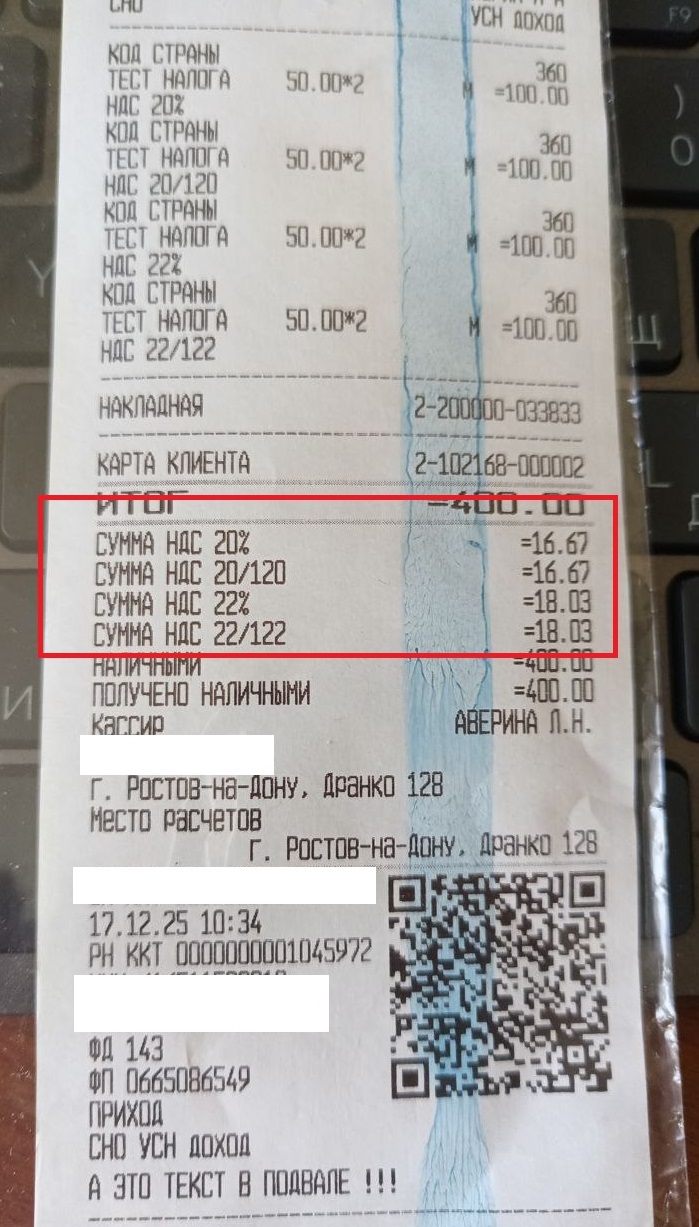 СНО
УСН ДОХОД
КОД СТРАНЫ 360
ТЕСТ НАЛОГА 50.00*2 М =100.00
НДС 20%
КОД СТРАНЫ 360
ТЕСТ НАЛОГА 50.00*2 М =100.00
НДС 20/120
КОД СТРАНЫ 360
ТЕСТ НАЛОГА 50.00*2 М =100.00
НДС 22%
КОД СТРАНЫ 360
ТЕСТ НАЛОГА 50.00*2 М =100.00
НДС 22/122
НАКЛАДНАЯ 2-200000-033833
КАРТА КЛИЕНТА 2-102168-000002
ИТОГ =400.00
СУММА НДС 20% =16.67
СУММА НДС 20/120 =16.67
СУММА НДС 22% =18.03
СУММА НДС 22/122 =18.03
НАЛИЧНЫМИ =400.00
ПОЛУЧЕНО НАЛИЧНЫМИ =400.00
Кассир АВЕРИНА Л.Н.
г. Ростов-на-Дону, Дранко 128
Место расчетов
г. Ростов-на-Дону, Дранко 128
17.12.25 10:34
РН ККТ 0000000001045972
ФД 143
ФП 0665086549
ПРИХОД
СНО УСН ДОХОД
А ЭТО ТЕКСТ В ПОДВАЛЕ !!!
F9
)
0
Y
Щ
L
Д
И